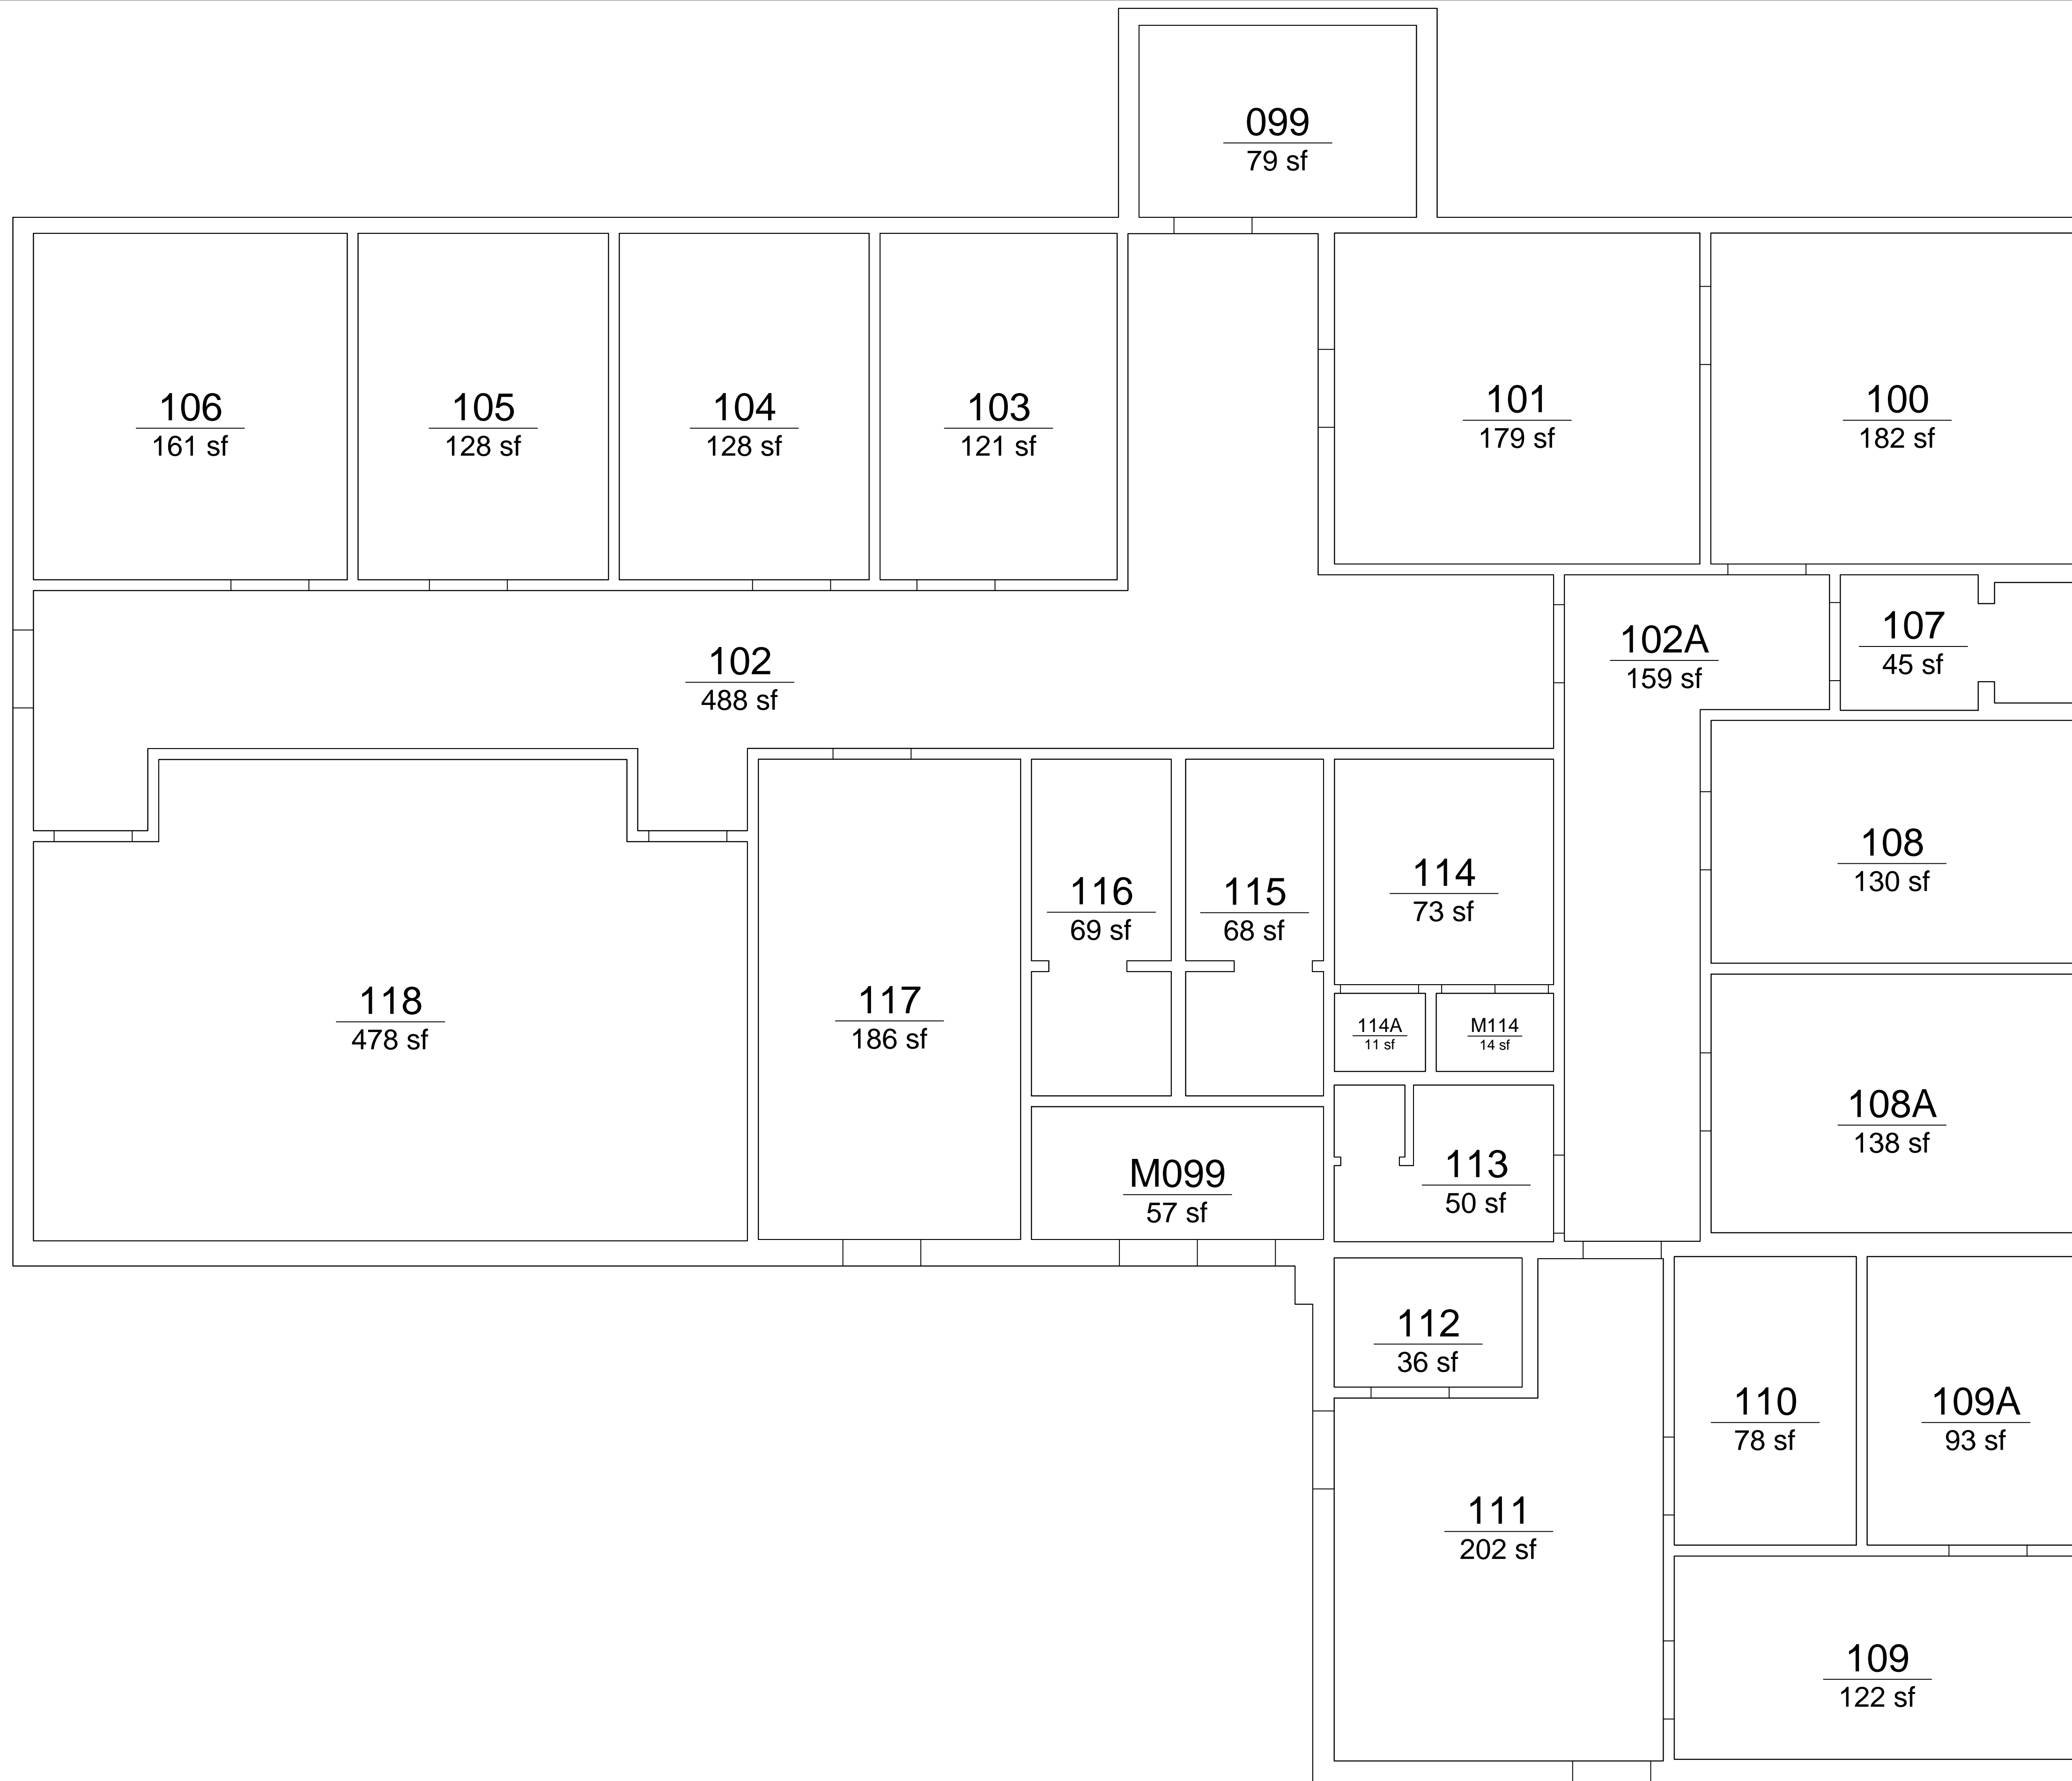 099
79 sf
106
161 sf
105
128 sf
104
128 sf
103
121 sf
101
179 sf
100
182 sf
102
488 sf
102A
159 sf
107
45 sf
118
478 sf
117
186 sf
116
69 sf
115
68 sf
114
73 sf
108
130 sf
114A
11 sf
M114
14 sf
M099
57 sf
113
50 sf
108A
138 sf
112
36 sf
110
78 sf
109A
93 sf
111
202 sf
109
122 sf